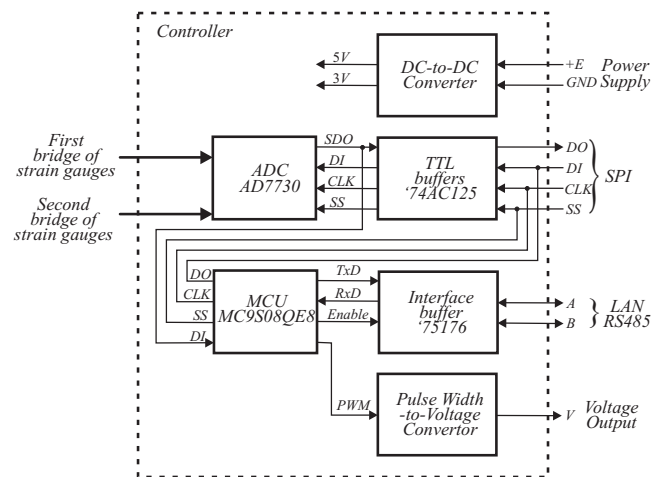 Controller
5V
3V
DC-to-DC
Converter
+E
GND
Power
Supply
First
bridge of
strain gauges
Second
bridge of
strain gauges
ADC
AD7730
SDO
DI
CLK
SS
TTL
buffers
'74AC125
DO
DI
CLK
SS
SPI
DO
CLK
SS
DI
MCU
MC9S08QE8
TxD
RxD
Enable
Interface
buffer
'75176
A
B
LAN
RS485
PWM
Pulse Width
-to-Voltage
Convertor
V
Voltage
Output